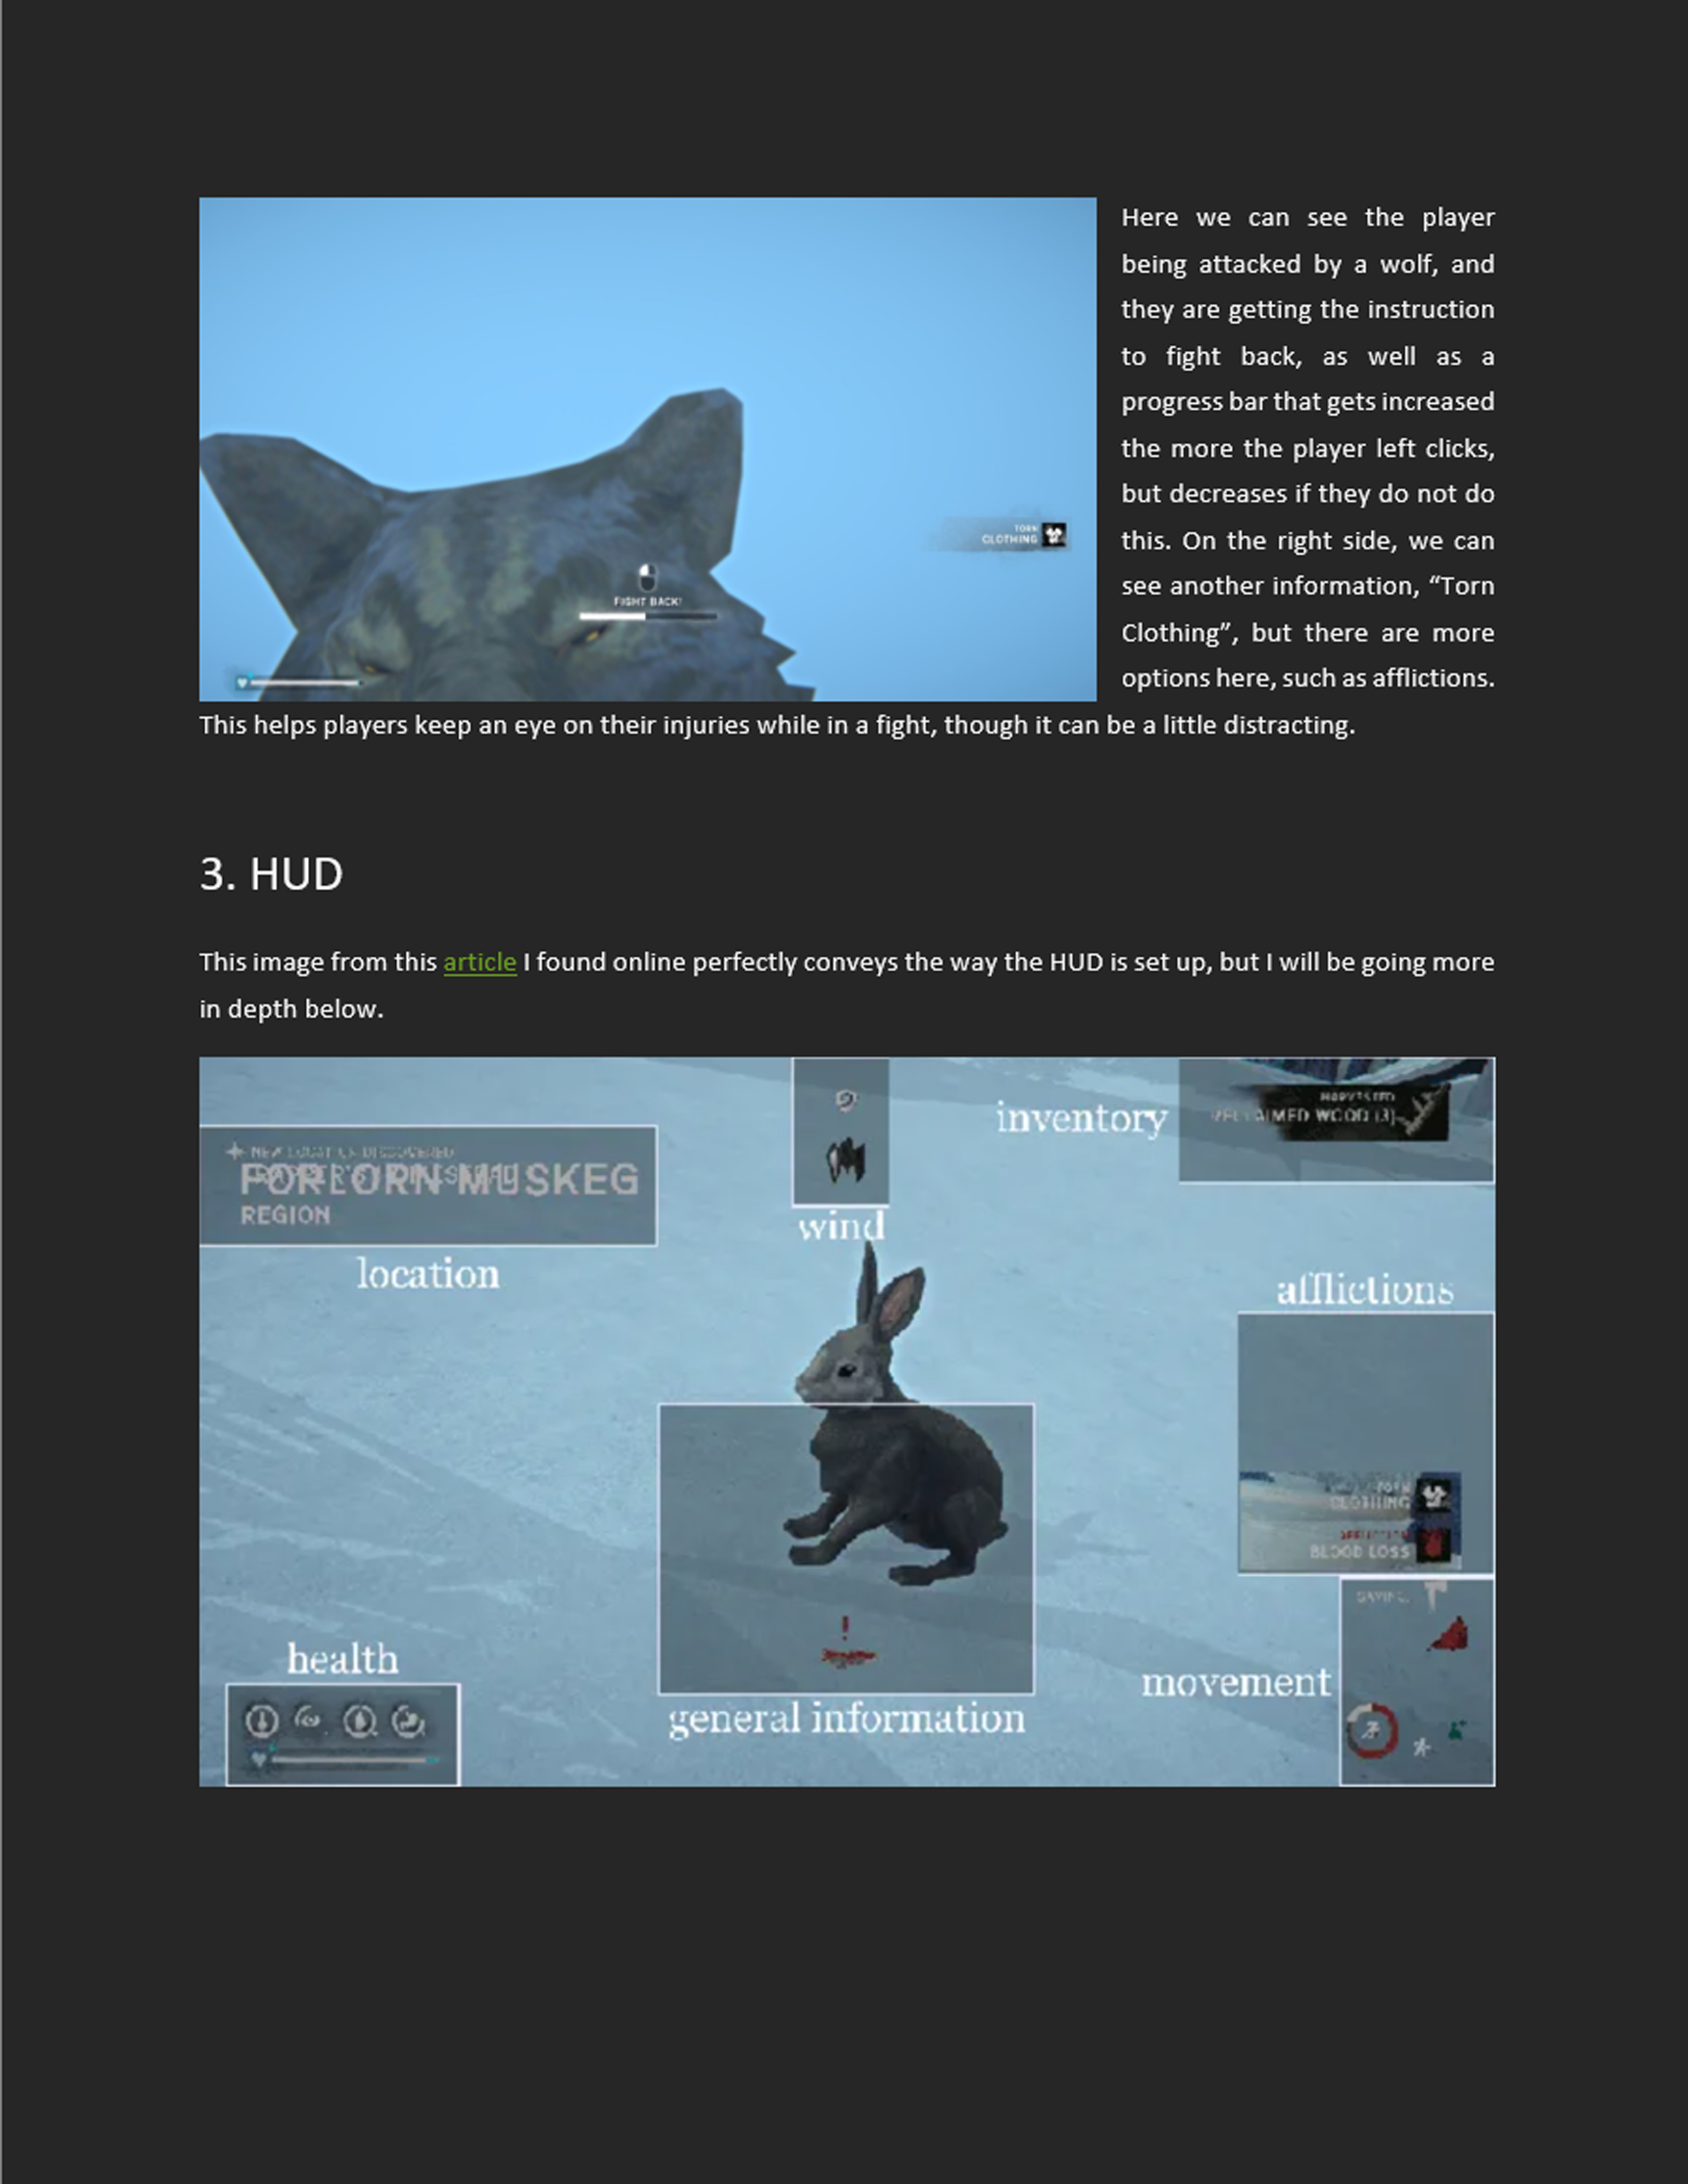 Here we can see the player
being attacked by a wolf, and
they are getting the instruction
to fight back, as well as a
progress bar that gets increased
the more the player left clicks,
but decreases if they do not do
this. On the right side, we can
see another information, “Torn
Clothing”, but there are more
options here, such as afflictions.
This helps players keep an eye on their injuries while in a fight, though it can be a little distracting.
TORN
CLOTHING
FIGHT BACK!
3. HUD
This image from this article I found online perfectly conveys the way the HUD is set up, but I will be going more
in depth below.
HARVESTED
RECLAIMED WOOD (3)
inventory
NEW LOCATION DISCOVERED
FORLORN MUSKEG
REGION
wind
location
afflictions
TORN
CLOTHING
AFFLICTION
BLOOD LOSS
SAVING
health
movement
general information